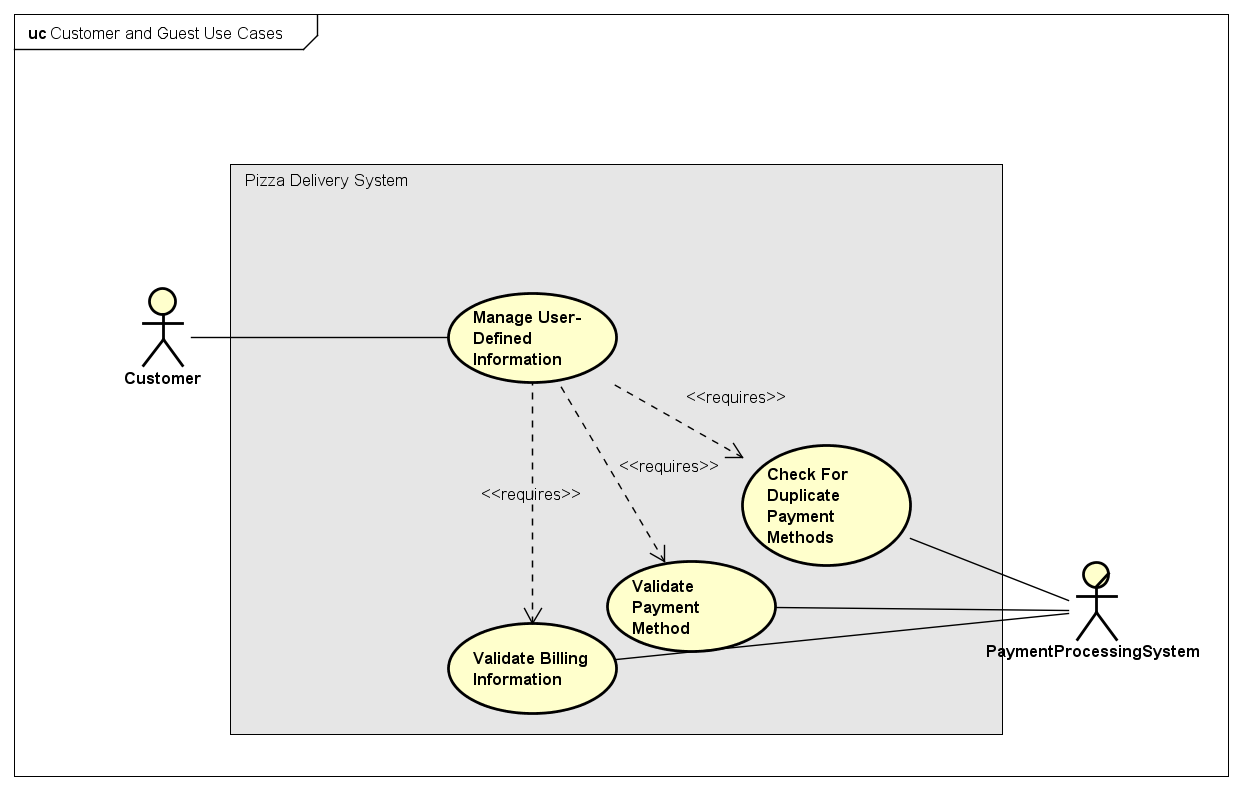 uc Customer and Guest Use Cases
Pizza Delivery System
Manage User-
Defined
Information
Customer
<<requires>>
<<requires>>
<<requires>>
Check For
Duplicate
Payment
Methods
Validate
Payment
Method
Validate Billing
Information
PaymentProcessingSystem